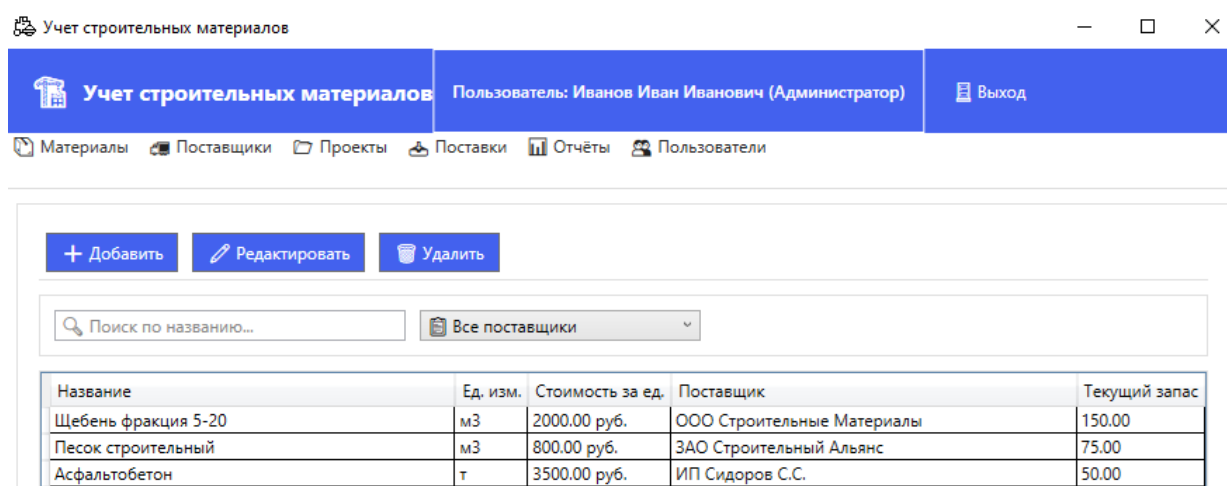 Учет строительных материалов
Учет строительных материалов Пользователь: Иванов Иван Иванович (Администратор) Выход
Материалы Поставщики Проекты Поставки Отчёты Пользователи
Добавить Редактировать Удалить
Поиск по названию... Все поставщики
Название Ед. изм. Стоимость за ед. Поставщик Текущий запас
Щебень фракция 5-20 м3 2000.00 руб. ООО Строительные Материалы 150.00
Песок строительный м3 800.00 руб. ЗАО Строительный Альянс 75.00
Асфальтобетон т 3500.00 руб. ИП Сидоров С.С. 50.00